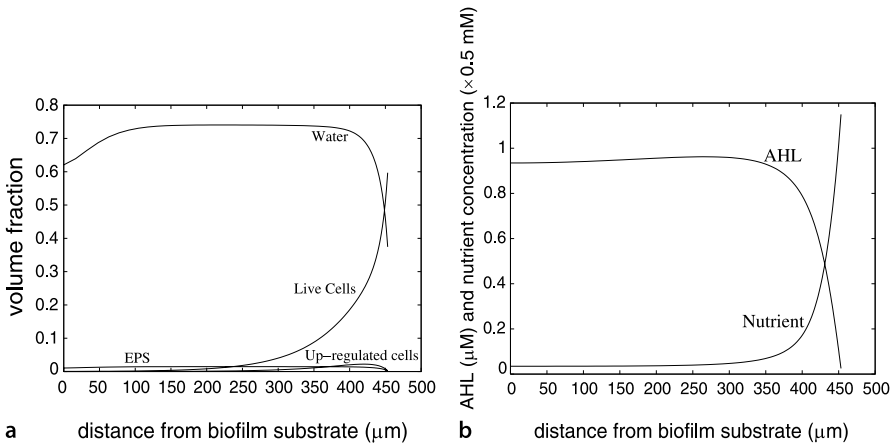 volume fraction
0.8
0.7
0.6
0.5
0.4
0.3
0.2
0.1
0
Water
Live Cells
EPS
Up-regulated cells
0 50 100 150 200 250 300 350 400 450 500
a distance from biofilm substrate (μm)
AHL (μM) and nutrient concentration (×0.5 mM)
1.2
1
0.8
0.6
0.4
0.2
0
AHL
Nutrient
0 50 100 150 200 250 300 350 400 450 500
b distance from biofilm substrate (μm)